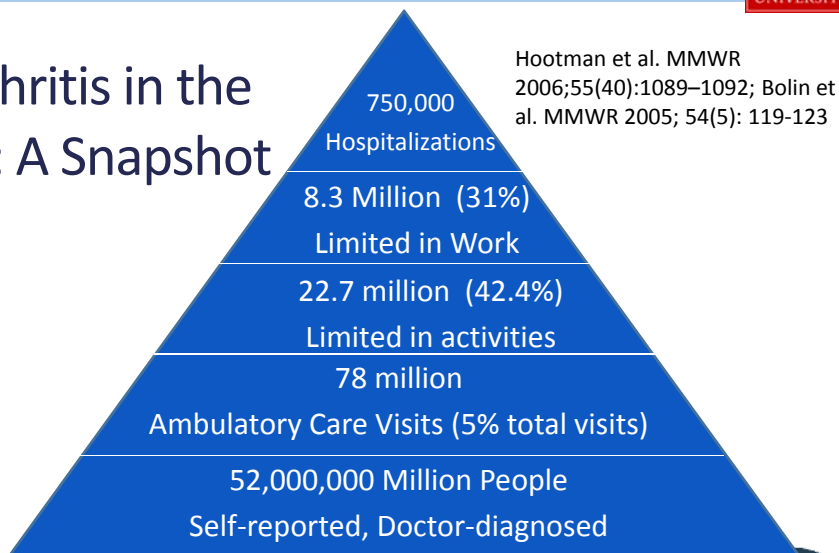 UNIVERSITY
thritis in the
: A Snapshot
Hootman et al. MMWR
2006;55(40):1089–1092; Bolin et
al. MMWR 2005; 54(5): 119-123
750,000
Hospitalizations
8.3 Million (31%)
Limited in Work
22.7 million (42.4%)
Limited in activities
78 million
Ambulatory Care Visits (5% total visits)
52,000,000 Million People
Self-reported, Doctor-diagnosed